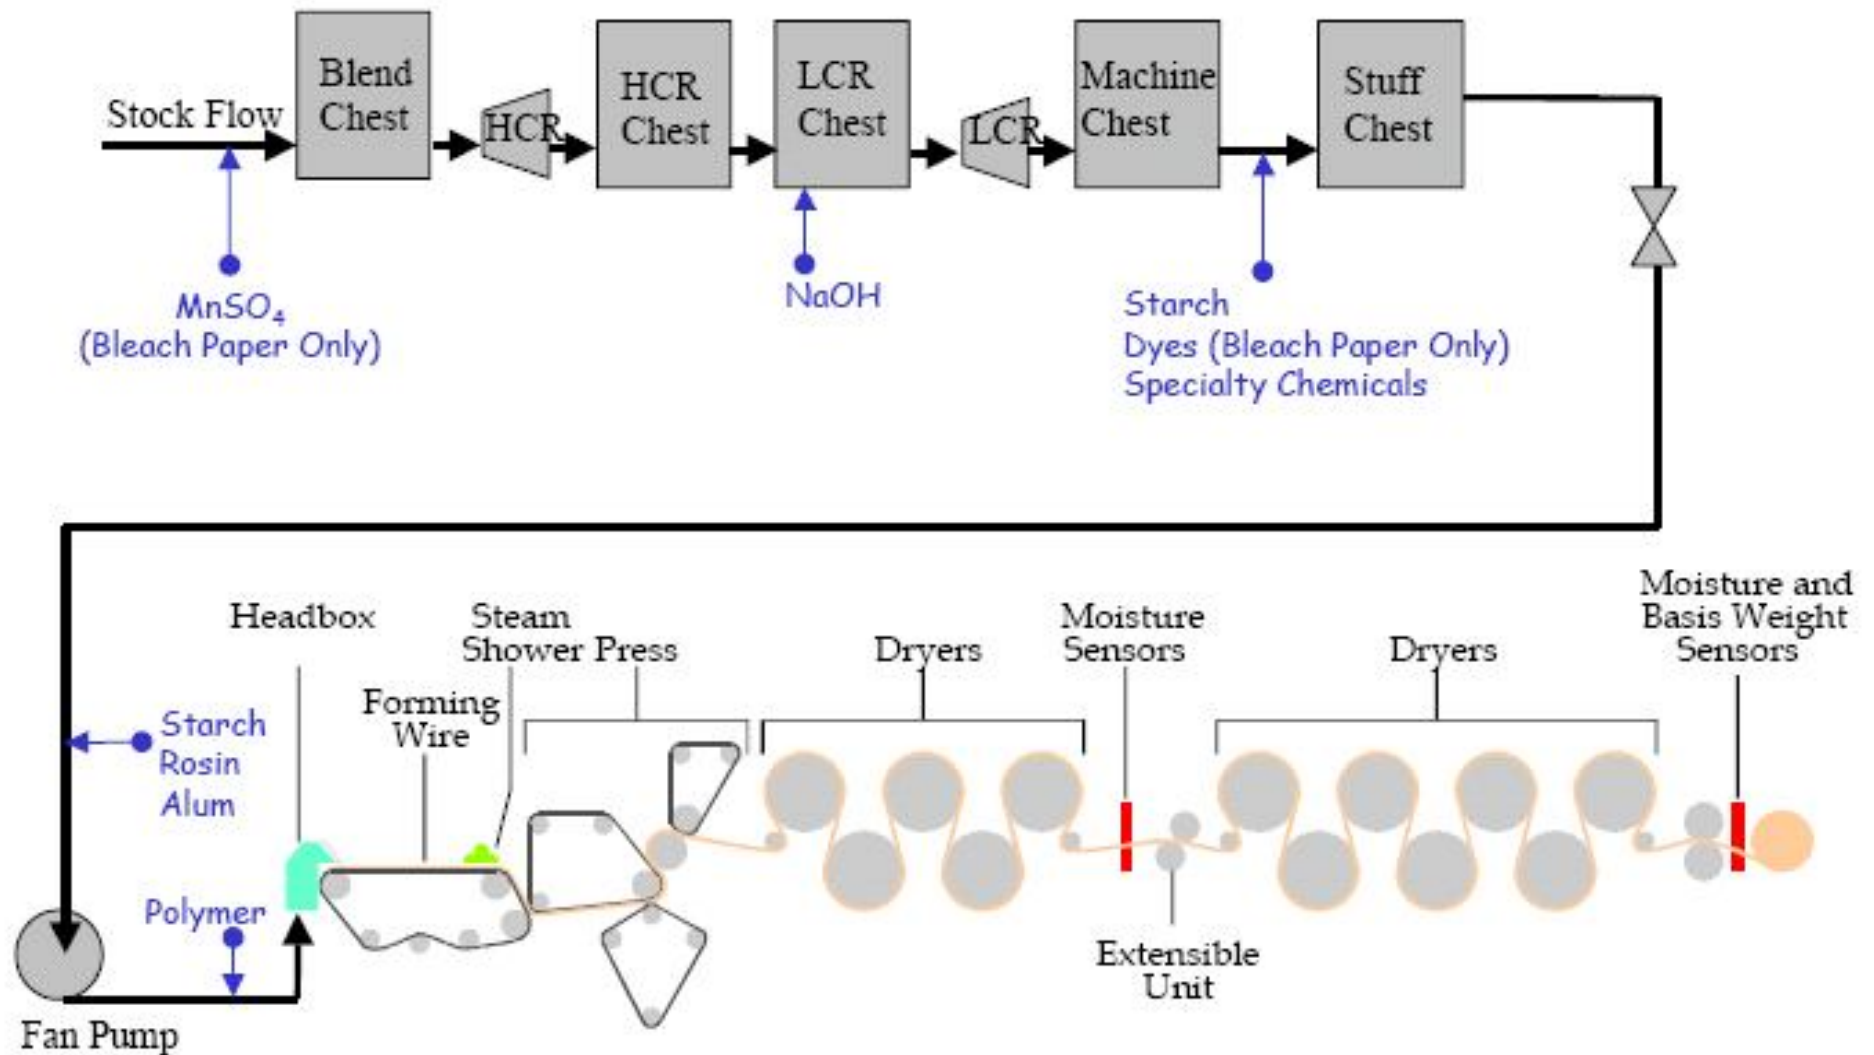 Blend
Chest
HCR
Chest
LCR
Chest
Machine
Chest
Stuff
Chest
Stock Flow
HCR
LCR
MnSO₄
(Bleach Paper Only)
NaOH
Starch
Dyes (Bleach Paper Only)
Specialty Chemicals
Headbox
Steam
Shower
Press
Forming
Wire
Dryers
Moisture
Sensors
Dryers
Moisture and
Basis Weight
Sensors
Starch
Rosin
Alum
Polymer
Extensible
Unit
Fan Pump